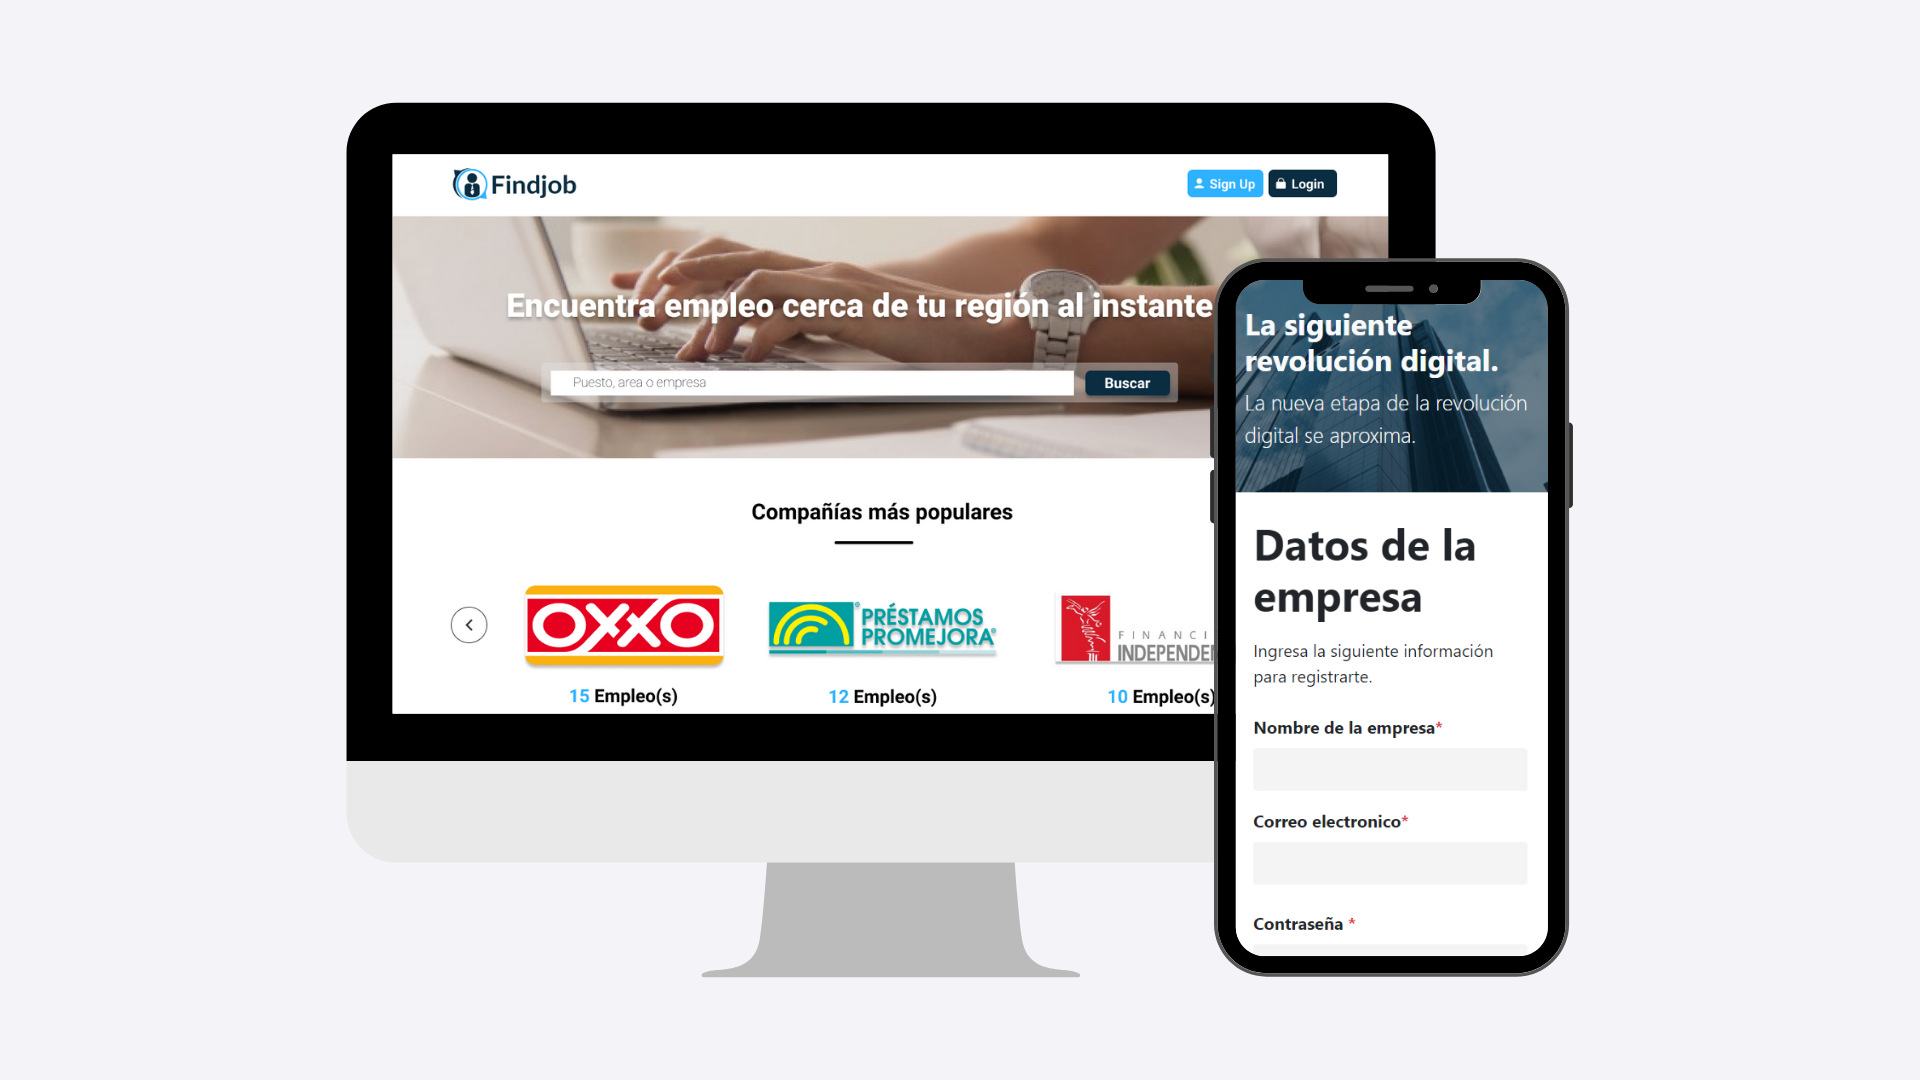 Findjob
Sign Up
Login
Encuentra empleo cerca de tu región al instante
Puesto, area o empresa
Buscar
Compañías más populares
OXXO
PRÉSTAMOS
PROMEJORA
15 Empleo(s)
12 Empleo(s)
10 Empleo(s)
La siguiente
revolución digital.
La nueva etapa de la revolución
digital se aproxima.
Datos de la
empresa
Ingresa la siguiente información
para registrarte.
Nombre de la empresa*
Correo electronico*
Contraseña *